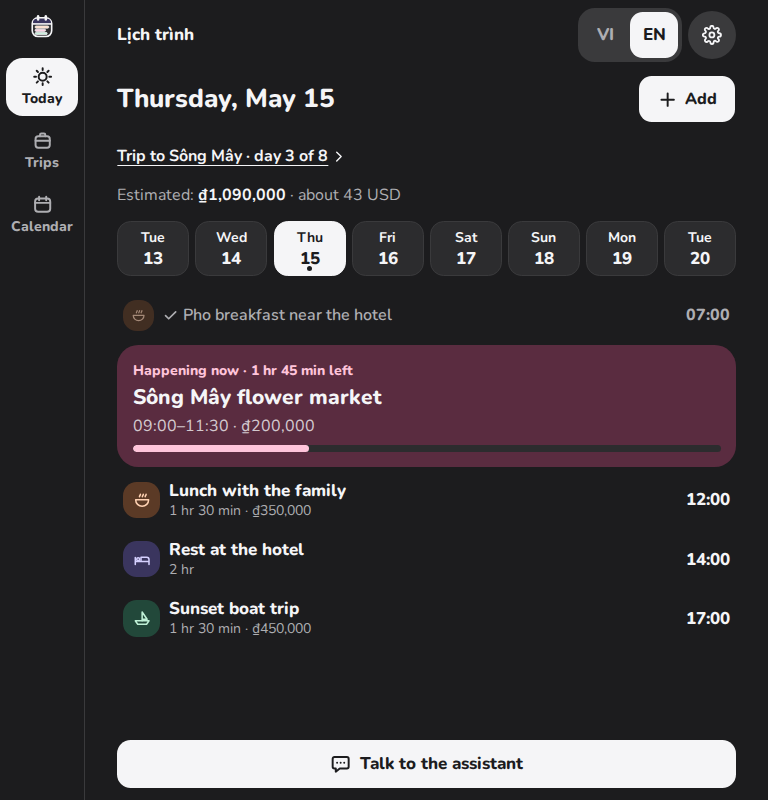 Lịch trình
VI EN
Today
Trips
Calendar
Thursday, May 15
Add
Trip to Sông Mây · day 3 of 8
Estimated: ₫1,090,000 · about 43 USD
Tue Wed Thu Fri Sat Sun Mon Tue
13 14 15 16 17 18 19 20
Pho breakfast near the hotel 07:00
Happening now · 1 hr 45 min left
Sông Mây flower market
09:00–11:30 · ₫200,000
Lunch with the family 12:00
1 hr 30 min · ₫350,000
Rest at the hotel 14:00
2 hr
Sunset boat trip 17:00
1 hr 30 min · ₫450,000
Talk to the assistant